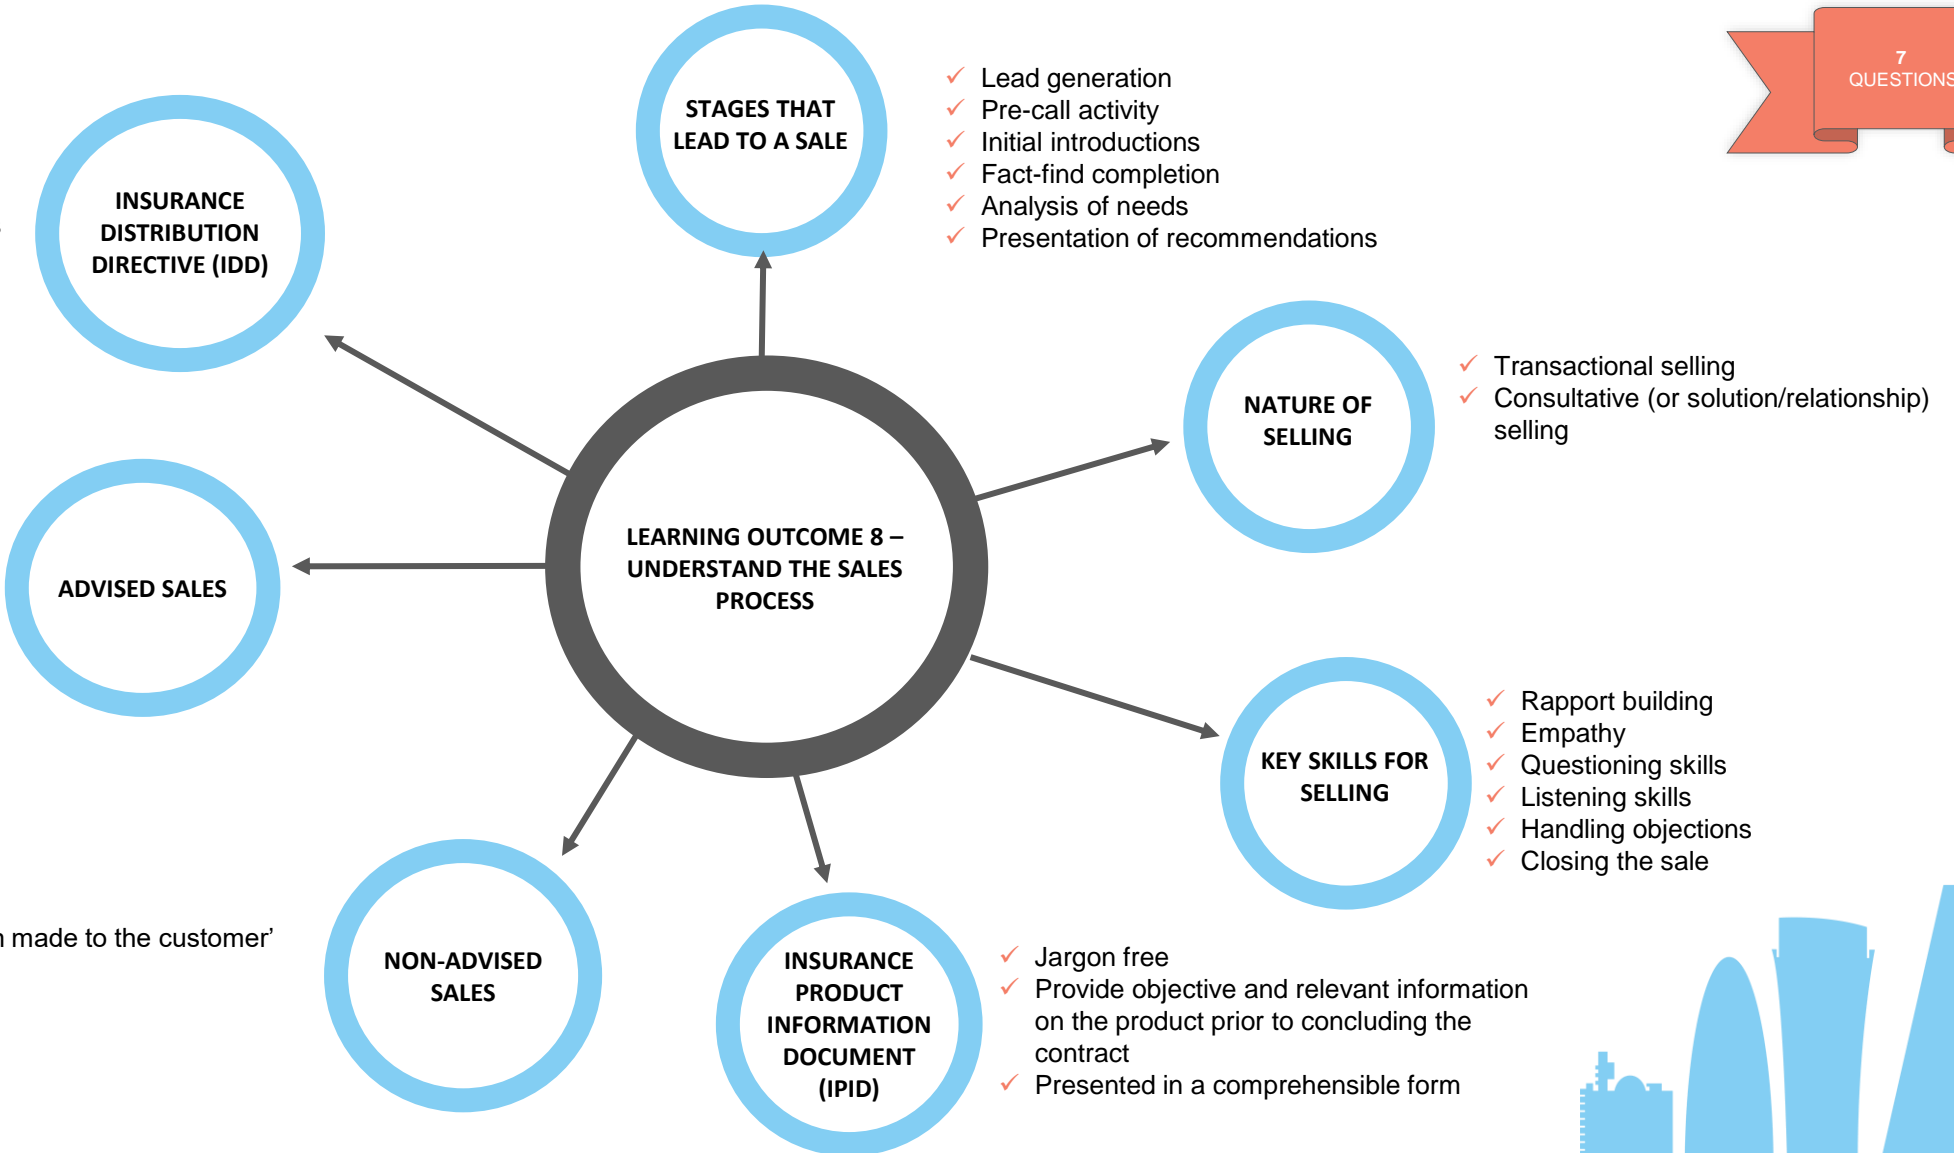 7
QUESTIONS
STAGES THAT
LEAD TO A SALE
✓ Lead generation
✓ Pre-call activity
✓ Initial introductions
✓ Fact-find completion
✓ Analysis of needs
✓ Presentation of recommendations
INSURANCE
DISTRIBUTION
DIRECTIVE (IDD)
NATURE OF
SELLING
✓ Transactional selling
✓ Consultative (or solution/relationship)
selling
LEARNING OUTCOME 8 –
UNDERSTAND THE SALES
PROCESS
ADVISED SALES
KEY SKILLS FOR
SELLING
✓ Rapport building
✓ Empathy
✓ Questioning skills
✓ Listening skills
✓ Handling objections
✓ Closing the sale
made to the customer’
NON-ADVISED
SALES
INSURANCE
PRODUCT
INFORMATION
DOCUMENT
(IPID)
✓ Jargon free
✓ Provide objective and relevant information
on the product prior to concluding the
contract
✓ Presented in a comprehensible form